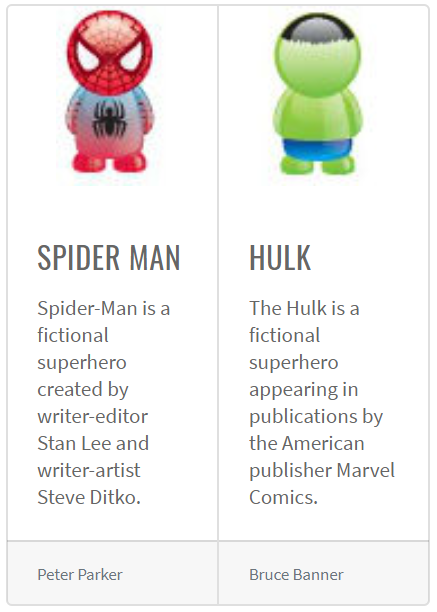 SPIDER MAN
Spider-Man is a
fictional
superhero
created by
writer-editor
Stan Lee and
writer-artist
Steve Ditko.
Peter Parker
HULK
The Hulk is a
fictional
superhero
appearing in
publications by
the American
publisher Marvel
Comics.
Bruce Banner